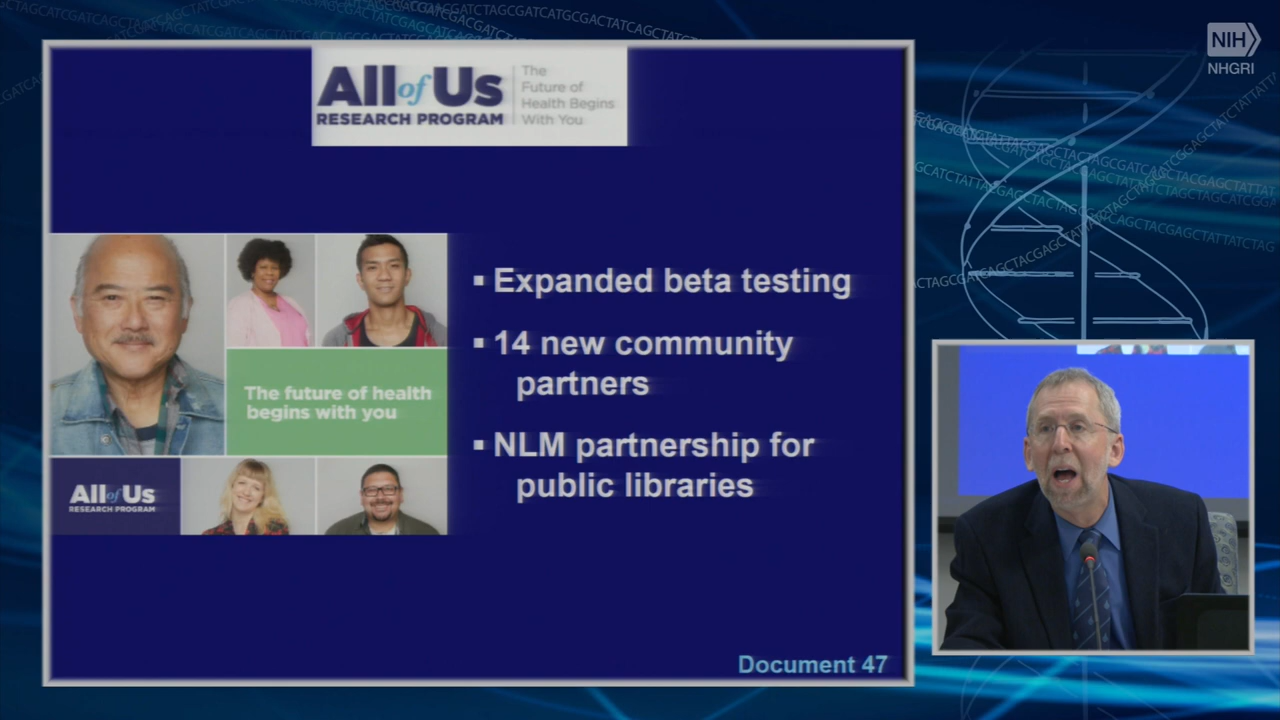 NIH
NHGRI
All of Us
RESEARCH PROGRAM
The
Future of
Health Begins
With You
▪ Expanded beta testing
▪ 14 new community
partners
▪ NLM partnership for
public libraries
The future of health
begins with you
All of Us
RESEARCH PROGRAM
Document 47